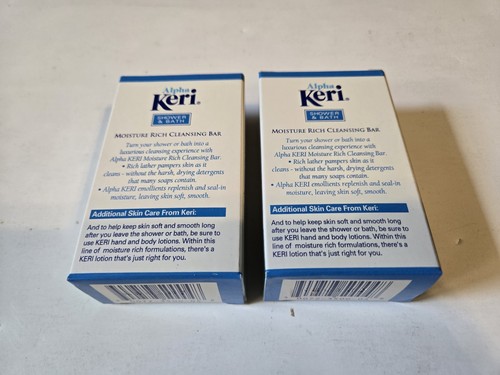 Alpha
Keri®
SHOWER
& BATH
MOISTURE RICH CLEANSING BAR
Turn your shower or bath into a
luxurious cleansing experience with
Alpha KERI Moisture Rich Cleansing Bar.
• Rich lather pampers skin as it
cleans - without the harsh, drying detergents
that many soaps contain.
• Alpha KERI emollients replenish and seal-in
moisture, leaving skin soft, smooth.
Additional Skin Care From Keri:
And to help keep skin soft and smooth long
after you leave the shower or bath, be sure to
use KERI hand and body lotions. Within this
line of moisture rich formulations, there's a
KERI lotion that's just right for you.
Alpha
Keri®
SHOWER
& BATH
MOISTURE RICH CLEANSING BAR
Turn your shower or bath into a
luxurious cleansing experience with
Alpha KERI Moisture Rich Cleansing Bar.
• Rich lather pampers skin as it
cleans - without the harsh, drying detergents
that many soaps contain.
• Alpha KERI emollients replenish and seal-in
moisture, leaving skin soft, smooth.
Additional Skin Care From Keri:
And to help keep skin soft and smooth long
after you leave the shower or bath, be sure to
use KERI hand and body lotions. Within this
line of moisture rich formulations, there's a
KERI lotion that's just right for you.